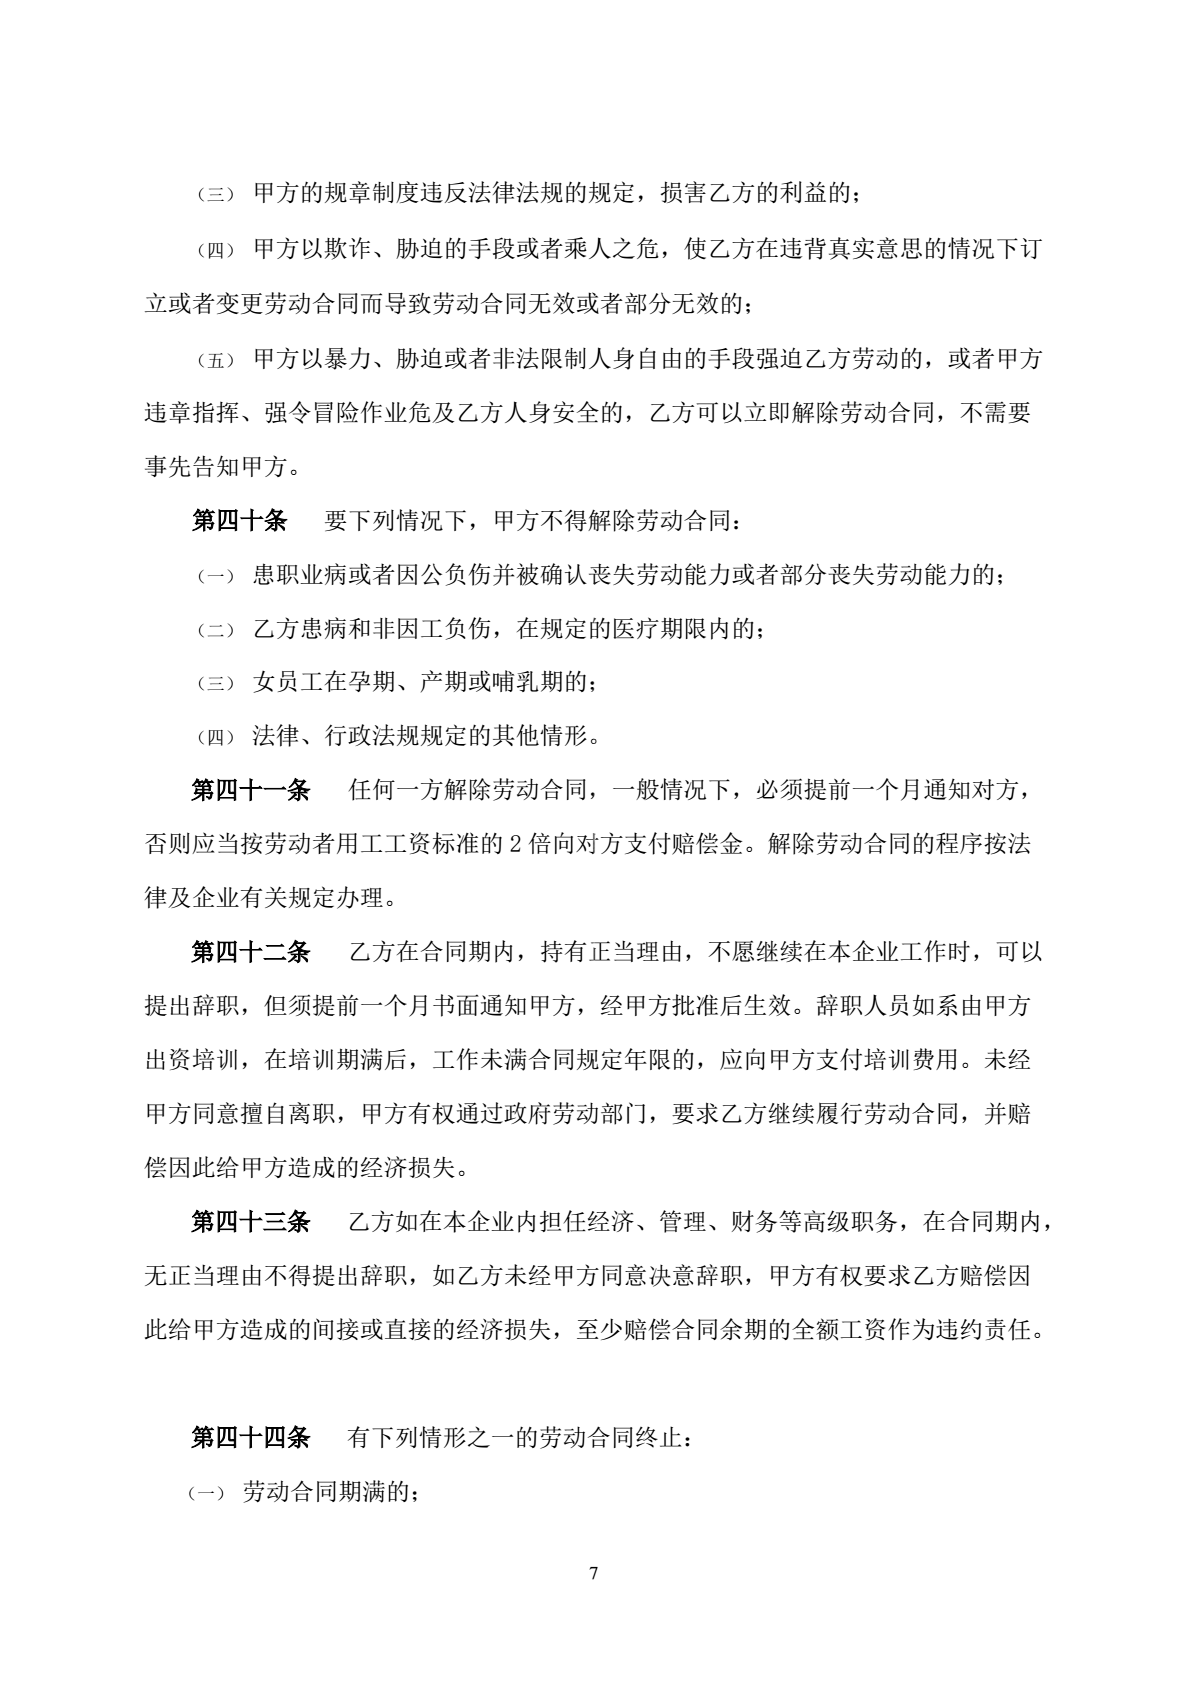 （三） 甲方的规章制度违反法律法规的规定，损害乙方的利益的；
（四） 甲方以欺诈、胁迫的手段或者乘人之危，使乙方在违背真实意思的情况下订
立或者变更劳动合同而导致劳动合同无效或者部分无效的；
（五） 甲方以暴力、胁迫或者非法限制人身自由的手段强迫乙方劳动的，或者甲方
违章指挥、强令冒险作业危及乙方人身安全的，乙方可以立即解除劳动合同，不需要
事先告知甲方。
第四十条 要下列情况下，甲方不得解除劳动合同：
（一） 患职业病或者因公负伤并被确认丧失劳动能力或者部分丧失劳动能力的；
（二） 乙方患病和非因工负伤，在规定的医疗期限内的；
（三） 女员工在孕期、产期或哺乳期的；
（四） 法律、行政法规规定的其他情形。
第四十一条 任何一方解除劳动合同，一般情况下，必须提前一个月通知对方，
否则应当按劳动者用工工资标准的 2 倍向对方支付赔偿金。解除劳动合同的程序按法
律及企业有关规定办理。
第四十二条 乙方在合同期内，持有正当理由，不愿继续在本企业工作时，可以
提出辞职，但须提前一个月书面通知甲方，经甲方批准后生效。辞职人员如系由甲方
出资培训，在培训期满后，工作未满合同规定年限的，应向甲方支付培训费用。未经
甲方同意擅自离职，甲方有权通过政府劳动部门，要求乙方继续履行劳动合同，并赔
偿因此给甲方造成的经济损失。
第四十三条 乙方如在本企业内担任经济、管理、财务等高级职务，在合同期内，
无正当理由不得提出辞职，如乙方未经甲方同意决意辞职，甲方有权要求乙方赔偿因
此给甲方造成的间接或直接的经济损失，至少赔偿合同余期的全额工资作为违约责任。
第四十四条 有下列情形之一的劳动合同终止：
（一） 劳动合同期满的；
7